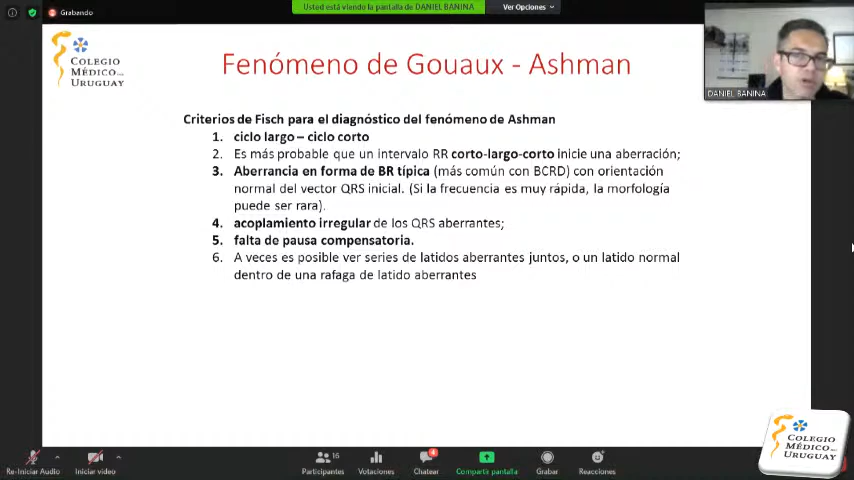 Grabando
Usted está viendo la pantalla de DANIEL BANINA
Ver Opciones
COLEGIO
MÉDICO DEL
URUGUAY
Fenómeno de Gouaux - Ashman
DANIEL BANINA
Criterios de Fisch para el diagnóstico del fenómeno de Ashman
1. ciclo largo – ciclo corto
2. Es más probable que un intervalo RR corto-largo-corto inicie una aberración;
3. Aberrancia en forma de BR típica (más común con BCRD) con orientación
normal del vector QRS inicial. (Si la frecuencia es muy rápida, la morfología
puede ser rara).
4. acoplamiento irregular de los QRS aberrantes;
5. falta de pausa compensatoria.
6. A veces es posible ver series de latidos aberrantes juntos, o un latido normal
dentro de una rafaga de latido aberrantes
COLEGIO
MÉDICO DEL
URUGUAY
16
4
Re-Iniciar Audio
Iniciar video
Participantes
Votaciones
Chatear
Compartir pantalla
Grabar
Reacciones